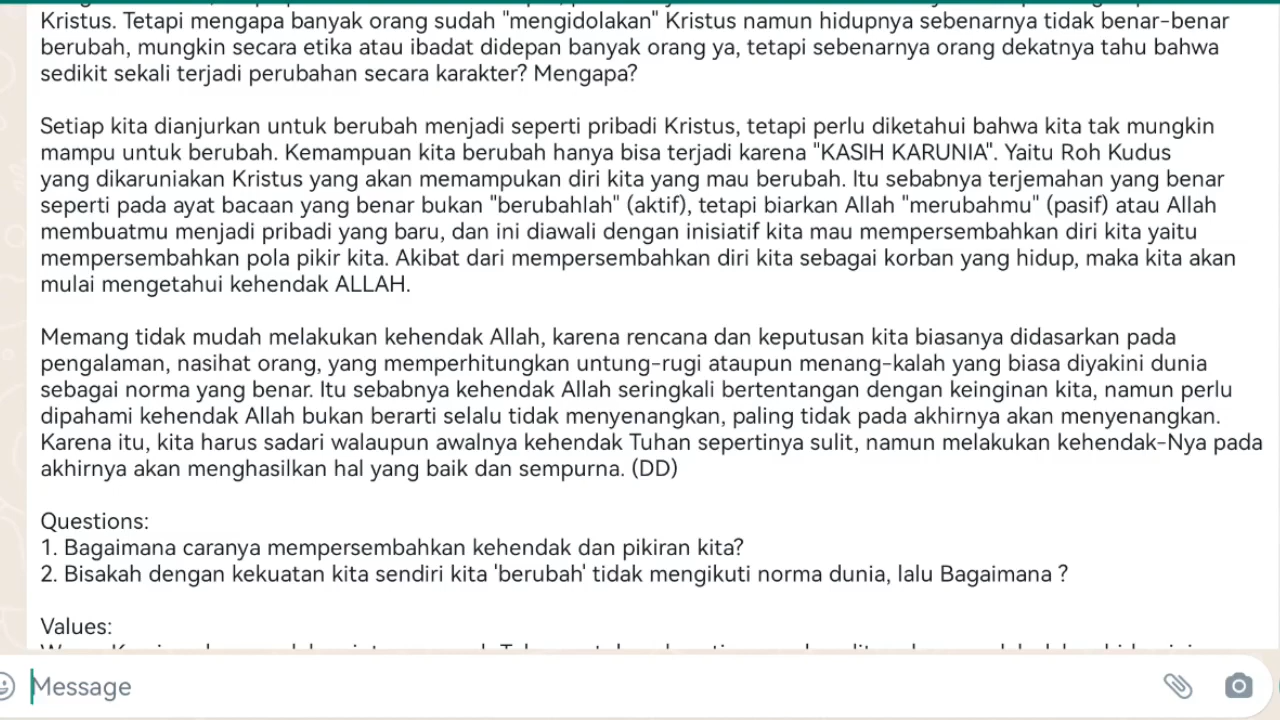 Kristus. Tetapi mengapa banyak orang sudah "mengidolakan" Kristus namun hidupnya sebenarnya tidak benar-benar
berubah, mungkin secara etika atau ibadat didepan banyak orang ya, tetapi sebenarnya orang dekatnya tahu bahwa
sedikit sekali terjadi perubahan secara karakter? Mengapa?
Setiap kita dianjurkan untuk berubah menjadi seperti pribadi Kristus, tetapi perlu diketahui bahwa kita tak mungkin
mampu untuk berubah. Kemampuan kita berubah hanya bisa terjadi karena "KASIH KARUNIA". Yaitu Roh Kudus
yang dikaruniakan Kristus yang akan memampukan diri kita yang mau berubah. Itu sebabnya terjemahan yang benar
seperti pada ayat bacaan yang benar bukan "berubahlah" (aktif), tetapi biarkan Allah "merubahmu" (pasif) atau Allah
membuatmu menjadi pribadi yang baru, dan ini diawali dengan inisiatif kita mau mempersembahkan diri kita yaitu
mempersembahkan pola pikir kita. Akibat dari mempersembahkan diri kita sebagai korban yang hidup, maka kita akan
mulai mengetahui kehendak ALLAH.
Memang tidak mudah melakukan kehendak Allah, karena rencana dan keputusan kita biasanya didasarkan pada
pengalaman, nasihat orang, yang memperhitungkan untung-rugi ataupun menang-kalah yang biasa diyakini dunia
sebagai norma yang benar. Itu sebabnya kehendak Allah seringkali bertentangan dengan keinginan kita, namun perlu
dipahami kehendak Allah bukan berarti selalu tidak menyenangkan, paling tidak pada akhirnya akan menyenangkan.
Karena itu, kita harus sadari walaupun awalnya kehendak Tuhan sepertinya sulit, namun melakukan kehendak-Nya pada
akhirnya akan menghasilkan hal yang baik dan sempurna. (DD)
Questions:
1. Bagaimana caranya mempersembahkan kehendak dan pikiran kita?
2. Bisakah dengan kekuatan kita sendiri kita 'berubah' tidak mengikuti norma dunia, lalu Bagaimana ?
Values:
Message